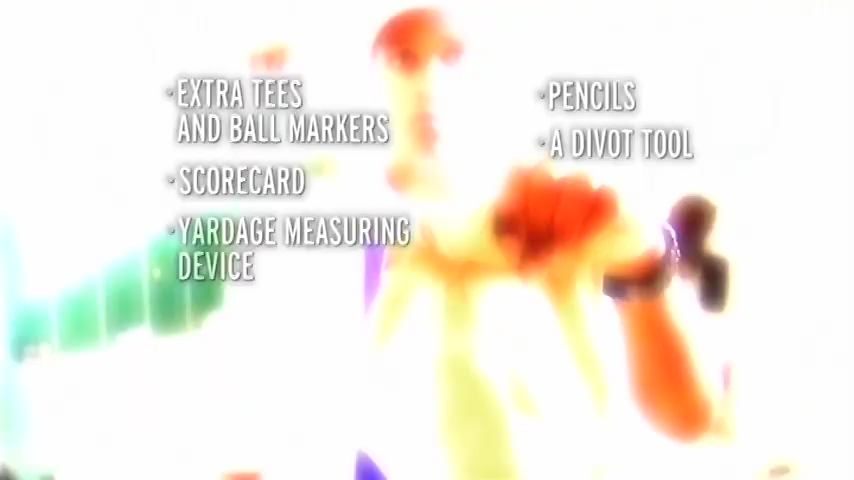 ·EXTRA TEES
AND BALL MARKERS
·SCORECARD
·YARDAGE MEASURING
DEVICE
·PENCILS
·A DIVOT TOOL